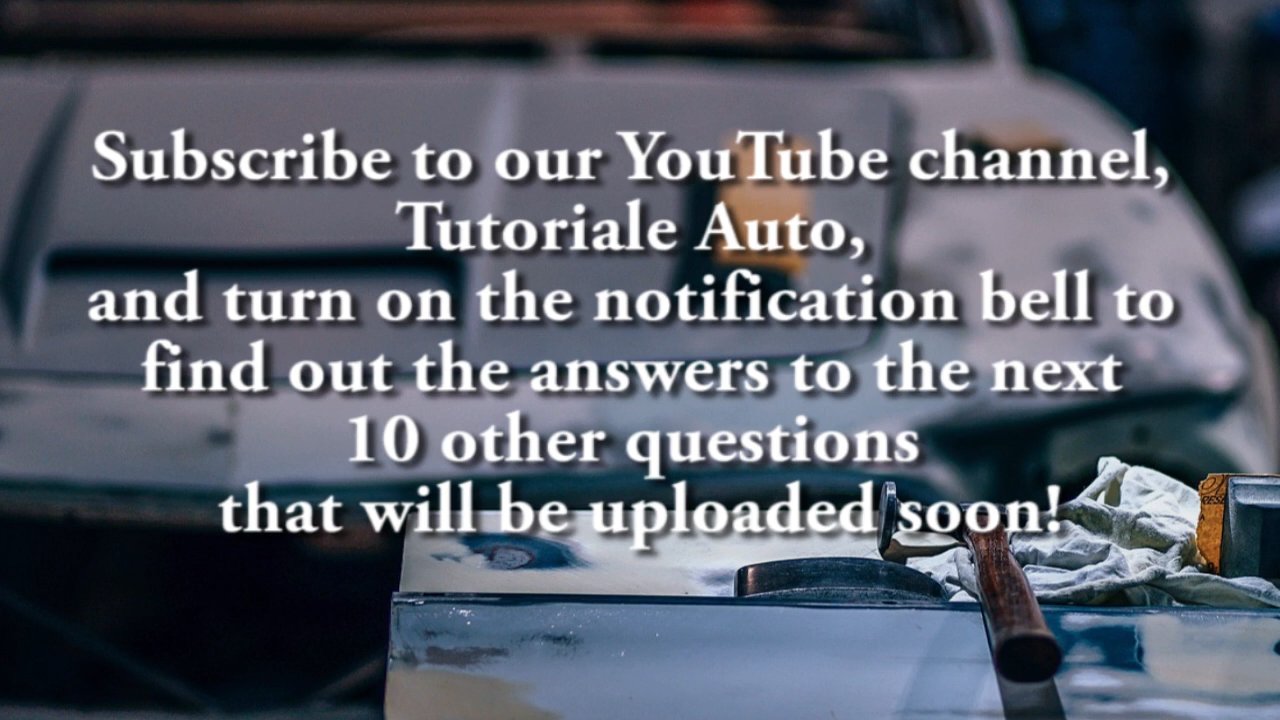 Subscribe to our YouTube channel,
Tutoriale Auto,
and turn on the notification bell to
find out the answers to the next
10 other questions
that will be uploaded soon!